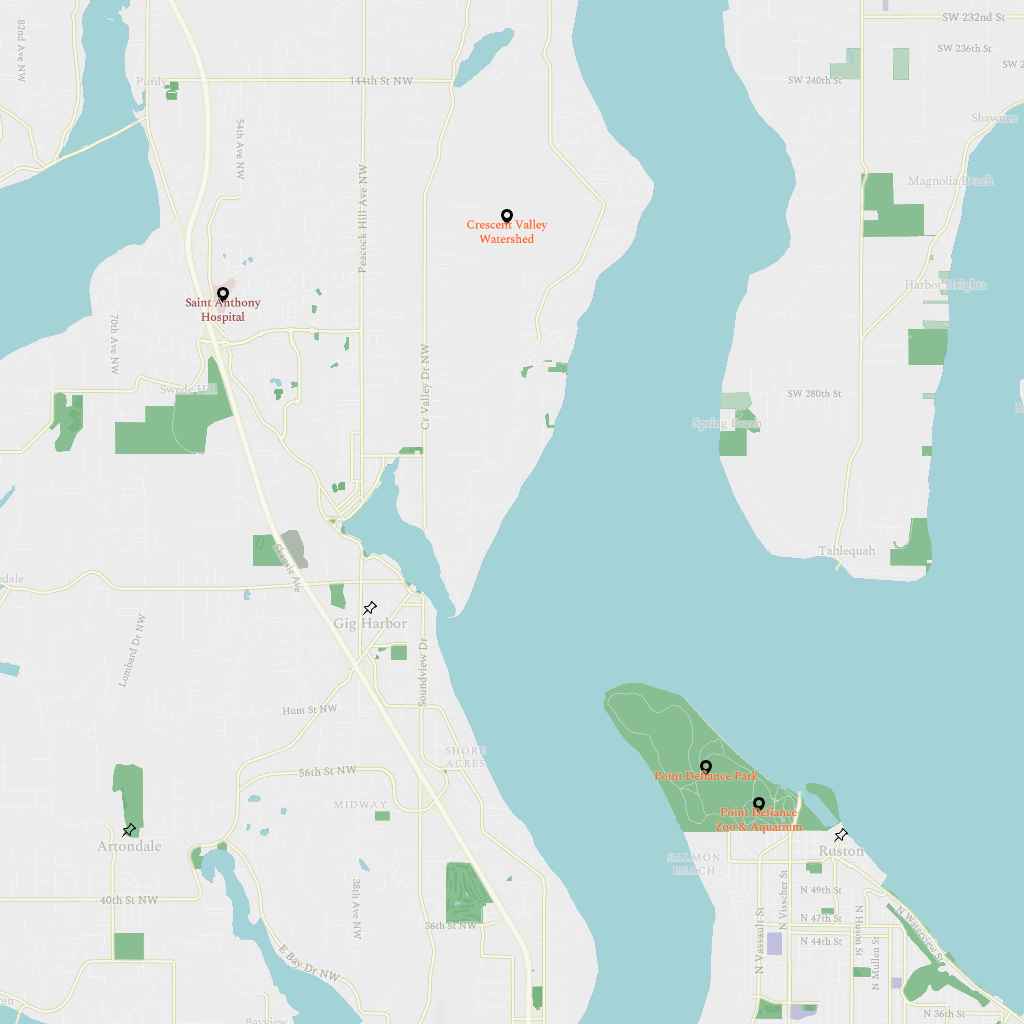 SW 232nd St
82nd Ave NW
SW 236th St
SW 240th St
Purdy
144th St NW
Shawnee
54th Ave NW
Peacock Hill Ave NW
Magnolia Beach
Crescent Valley
Watershed
Harbor Heights
Saint Anthony
Hospital
70th Ave NW
Cr Valley Dr NW
Swede Hill
SW 280th St
Spring Beach
Tahlequah
Skansie Ave
Gig Harbor
Lombard Dr NW
Soundview Dr
Hunt St NW
SHORE
ACRES
56th St NW
Point Defiance Park
MIDWAY
Point Defiance
Zoo & Aquarium
Artondale
Ruston
SALMON
BEACH
40th St NW
38th Ave NW
36th St NW
N 49th St
N Visscher St
N Vassault St
N 47th St
N 44th St
N Huson St
N Mullen St
N Waterview St
E Bay Dr NW
N 36th St
Bayview